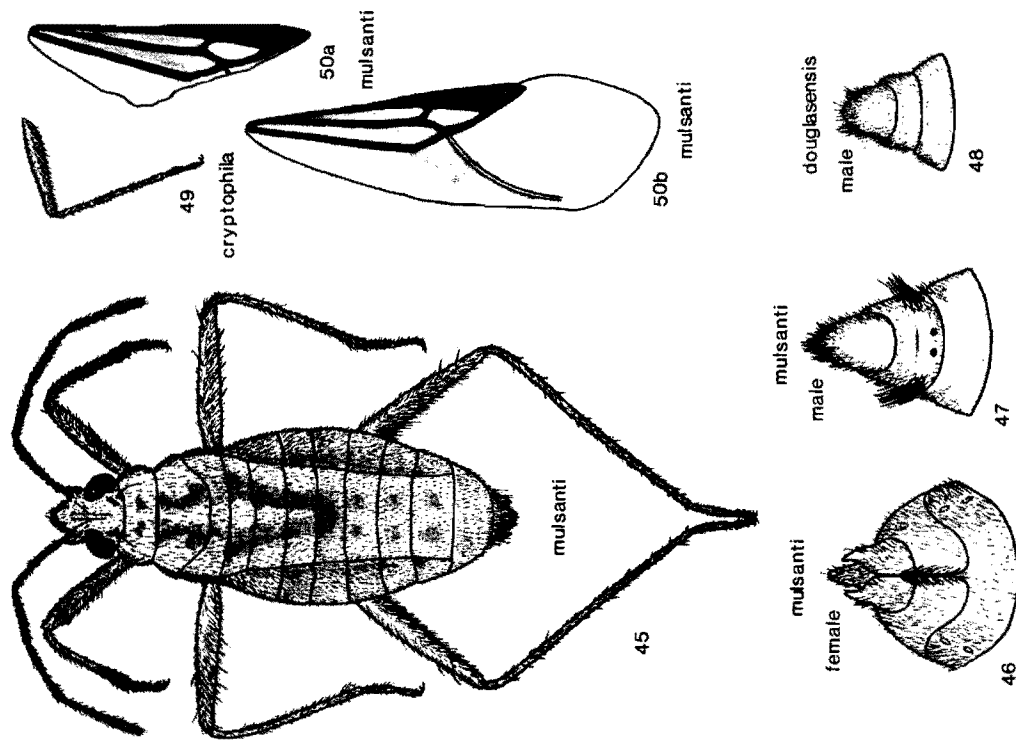 50a
mulsanti
49
cryptophila
50b
mulsanti
douglasensis
male
48
mulsanti
45
mulsanti
male
47
mulsanti
female
46